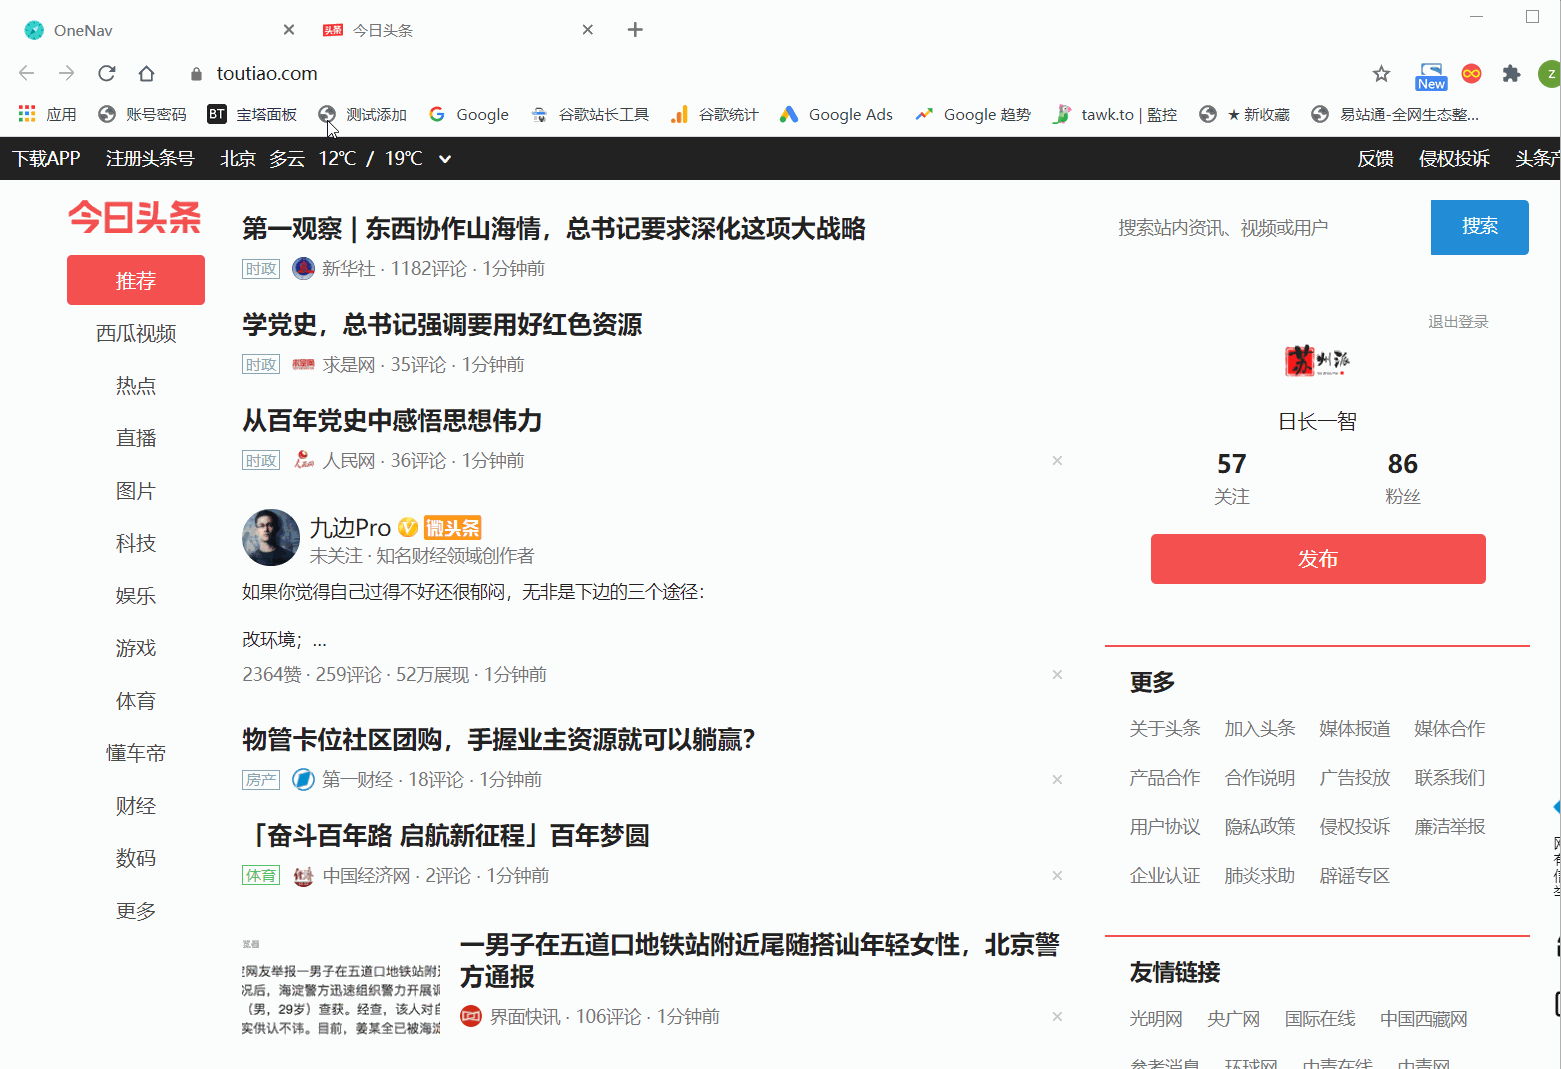 OneNav
头条 今日头条
toutiao.com
New
z
应用 账号密码 BT 宝塔面板 测试添加 Google 谷歌站长工具 谷歌统计 Google Ads Google 趋势 tawk.to | 監控 ★ 新收藏 易站通-全网生态整...
下载APP 注册头条号 北京 多云 12℃ / 19℃ 反馈 侵权投诉 头条产
今日头条
推荐
西瓜视频
热点
直播
图片
科技
娱乐
游戏
体育
懂车帝
财经
数码
更多
第一观察 | 东西协作山海情，总书记要求深化这项大战略
时政 新华社 · 1182评论 · 1分钟前
学党史，总书记强调要用好红色资源
时政 求是网 · 35评论 · 1分钟前
从百年党史中感悟思想伟力
时政 人民网 · 36评论 · 1分钟前
九边Pro 微头条
未关注 · 知名财经领域创作者
如果你觉得自己过得不好还很郁闷，无非是下边的三个途径：
改环境；...
2364赞 · 259评论 · 52万展现 · 1分钟前
物管卡位社区团购，手握业主资源就可以躺赢？
房产 第一财经 · 18评论 · 1分钟前
「奋斗百年路 启航新征程」百年梦圆
体育 中国经济网 · 2评论 · 1分钟前
网友举报一男子在五道口地铁站附近
况后，海淀警方迅速组织警力开展调
（男，29岁）查获。经查，该人对自
实供认不讳。目前，姜某全已被海淀
一男子在五道口地铁站附近尾随搭讪年轻女性，北京警
方通报
界面快讯 · 106评论 · 1分钟前
搜索站内资讯、视频或用户 搜索
退出登录
苏州派
日长一智
57 86
关注 粉丝
发布
更多
关于头条 加入头条 媒体报道 媒体合作
产品合作 合作说明 广告投放 联系我们
用户协议 隐私政策 侵权投诉 廉洁举报
企业认证 肺炎求助 辟谣专区
友情链接
光明网 央广网 国际在线 中国西藏网
参考消息 环球网 中青在线 中青网